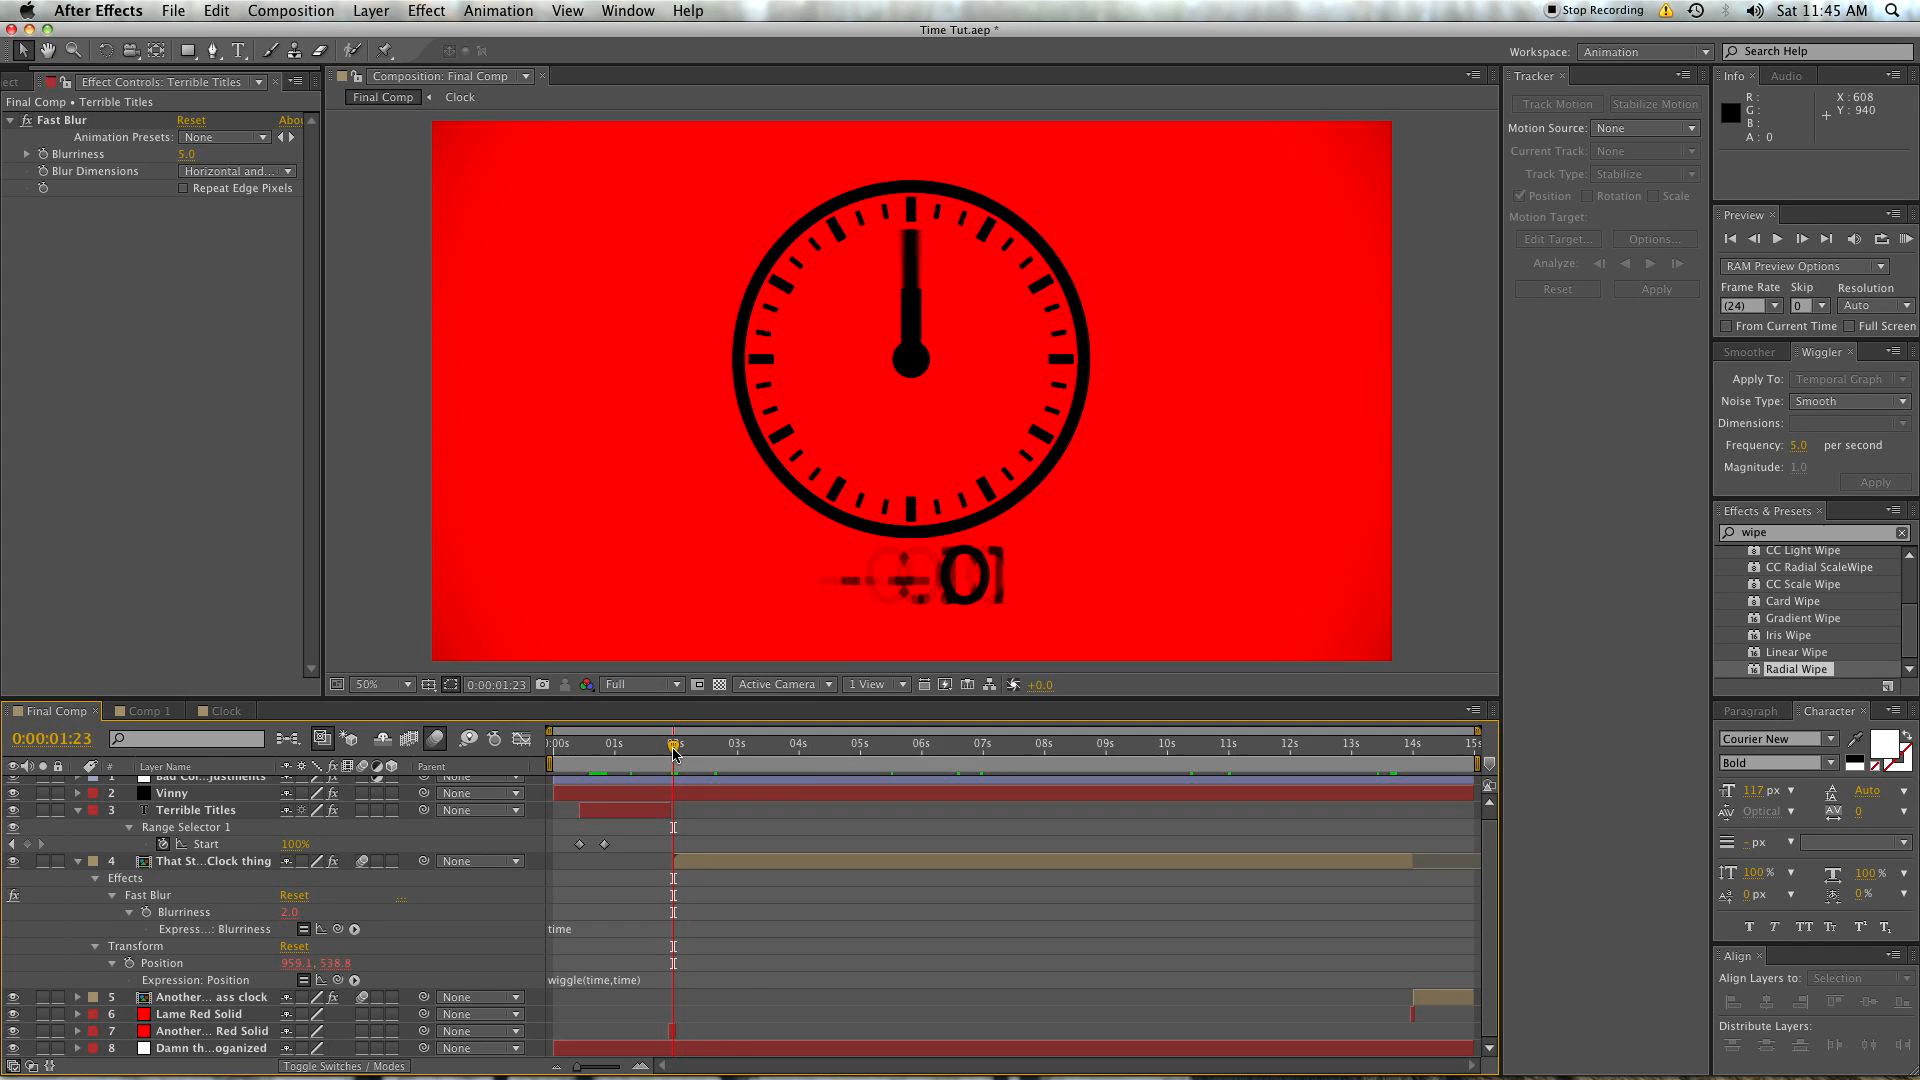 After Effects File Edit Composition Layer Effect Animation View Window Help Stop Recording Sat 11:45 AM
Time Tut.aep *
Workspace: Animation Search Help
Effect Controls: Terrible Titles
Final Comp • Terrible Titles
Fast Blur Reset
Animation Presets: None
Blurriness 5.0
Blur Dimensions Horizontal and...
Repeat Edge Pixels
Composition: Final Comp
Final Comp Clock
50% 0:00:01:23 Full Active Camera 1 View +0.0
Tracker
Track Motion Stabilize Motion
Motion Source: None
Current Track: None
Track Type: Stabilize
Position Rotation Scale
Motion Target:
Edit Target... Options...
Analyze:
Reset Apply
Info Audio
R: X : 608
G: Y : 940
B:
A: 0
Preview
RAM Preview Options
Frame Rate Skip Resolution
(24) 0 Auto
From Current Time Full Screen
Smoother Wiggler
Apply To: Temporal Graph
Noise Type: Smooth
Dimensions:
Frequency: 5.0 per second
Magnitude: 1.0
Apply
Effects & Presets
wipe
CC Light Wipe
CC Radial ScaleWipe
CC Scale Wipe
Card Wipe
Gradient Wipe
Iris Wipe
Linear Wipe
Radial Wipe
Paragraph Character
Courier New
Bold
117 px Auto
Optical 0
- px
100 % 100 %
0 px 0 %
Align
Align Layers to: Selection
Distribute Layers:
Final Comp Comp 1 Clock
0:00:01:23
# Layer Name Parent
01s 03s 04s 05s 06s 07s 08s 09s 10s 11s 12s 13s 14s
2 Vinny None
3 Terrible Titles None
Range Selector 1
Start 100%
4 That St...Clock thing None
Effects
Fast Blur Reset ...
Blurriness 2.0
Express...: Blurriness time
Transform Reset
Position 959.1, 538.8
Expression: Position wiggle(time,time)
5 Another... ass clock None
6 Lame Red Solid None
7 Another... Red Solid None
8 Damn th...oganized None
Toggle Switches / Modes